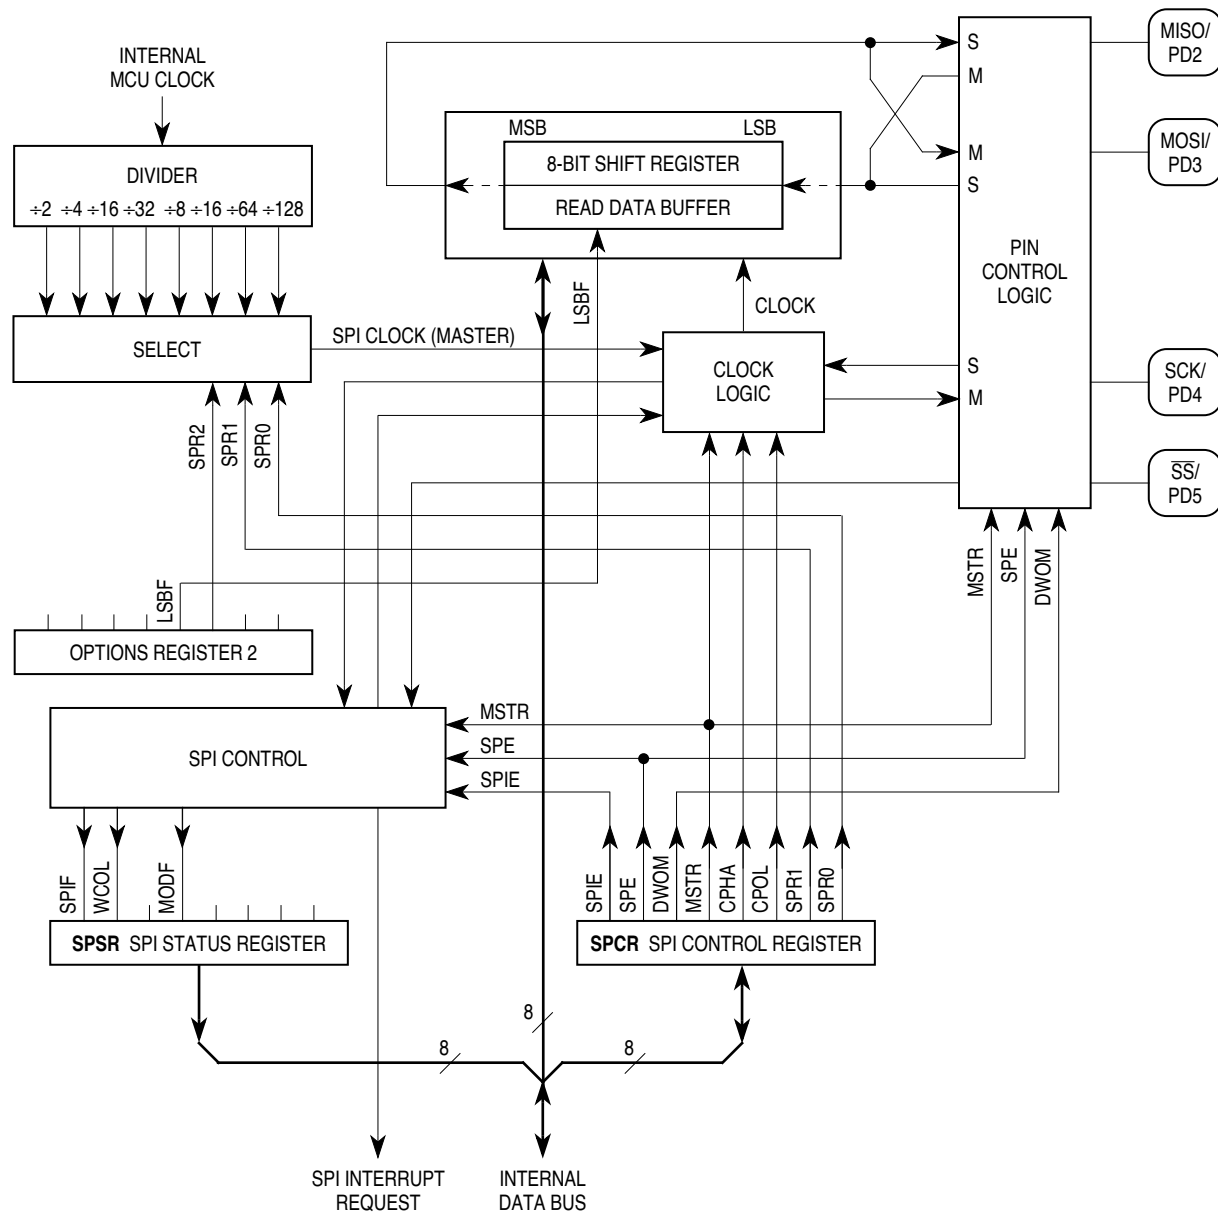 INTERNAL
MCU CLOCK
DIVIDER
÷2 ÷4 ÷16 ÷32 ÷8 ÷16 ÷64 ÷128
SELECT
SPI CLOCK (MASTER)
SPR2
SPR1
SPR0
MSB LSB
8-BIT SHIFT REGISTER
READ DATA BUFFER
LSBF
CLOCK
CLOCK
LOGIC
S
M
M
S
PIN
CONTROL
LOGIC
S
M
MISO/
PD2
MOSI/
PD3
SCK/
PD4
SS/
PD5
MSTR
SPE
DWOM
LSBF
OPTIONS REGISTER 2
SPI CONTROL
MSTR
SPE
SPIE
SPIF
WCOL
MODF
SPSR SPI STATUS REGISTER
SPIE
SPE
DWOM
MSTR
CPHA
CPOL
SPR1
SPR0
SPCR SPI CONTROL REGISTER
8
8
8
SPI INTERRUPT
REQUEST
INTERNAL
DATA BUS